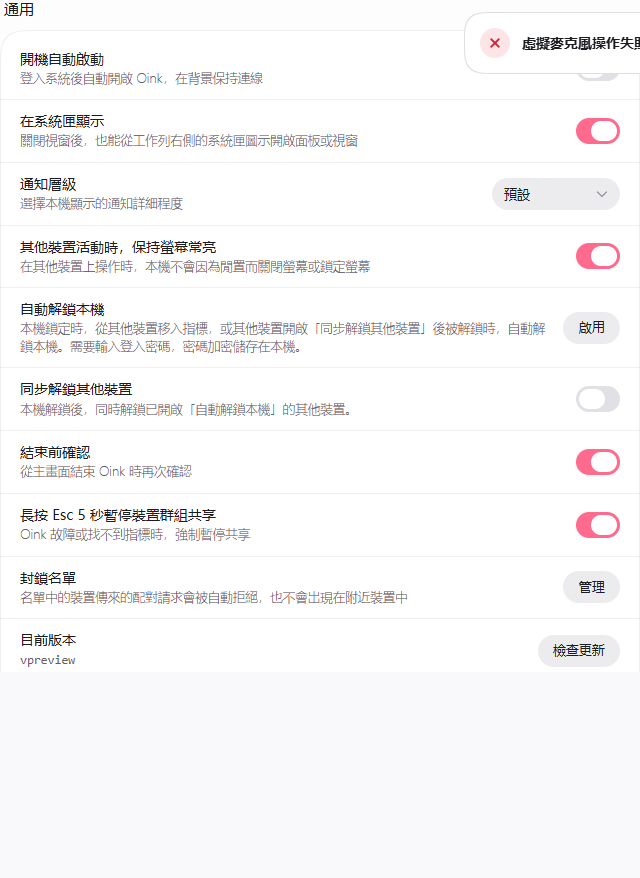 通用
虛擬麥克風操作失敗
開機自動啟動
登入系統後自動開啟 Oink，在背景保持連線
在系統匣顯示
關閉視窗後，也能從工作列右側的系統匣圖示開啟面板或視窗
通知層級
選擇本機顯示的通知詳細程度
預設
其他裝置活動時，保持螢幕常亮
在其他裝置上操作時，本機不會因為閒置而關閉螢幕或鎖定螢幕
自動解鎖本機
本機鎖定時，從其他裝置移入指標，或其他裝置開啟「同步解鎖其他裝置」後被解鎖時，自動解
鎖本機。需要輸入登入密碼，密碼加密儲存在本機。
啟用
同步解鎖其他裝置
本機解鎖後，同時解鎖已開啟「自動解鎖本機」的其他裝置。
結束前確認
從主畫面結束 Oink 時再次確認
長按 Esc 5 秒暫停裝置群組共享
Oink 故障或找不到指標時，強制暫停共享
封鎖名單
名單中的裝置傳來的配對請求會被自動拒絕，也不會出現在附近裝置中
管理
目前版本
vpreview
檢查更新